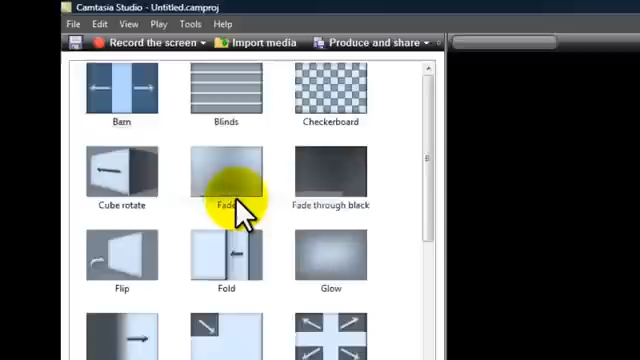 Camtasia Studio - Untitled.camproj
File Edit View Play Tools Help
Record the screen Import media Produce and share
Barn Blinds Checkerboard
Cube rotate Fade Fade through black
Flip Fold Glow